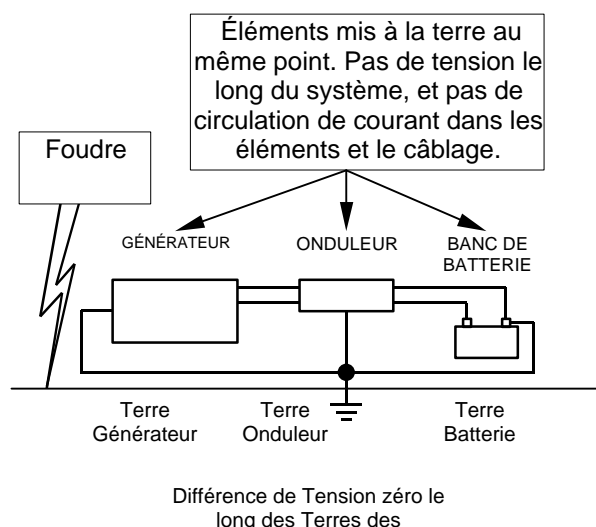 Éléments mis à la terre au
même point. Pas de tension le
long du système, et pas de
circulation de courant dans les
éléments et le câblage.
Foudre
GÉNÉRATEUR
ONDULEUR
BANC DE
BATTERIE
Terre
Générateur
Terre
Onduleur
Terre
Batterie
Différence de Tension zéro le
long des Terres des